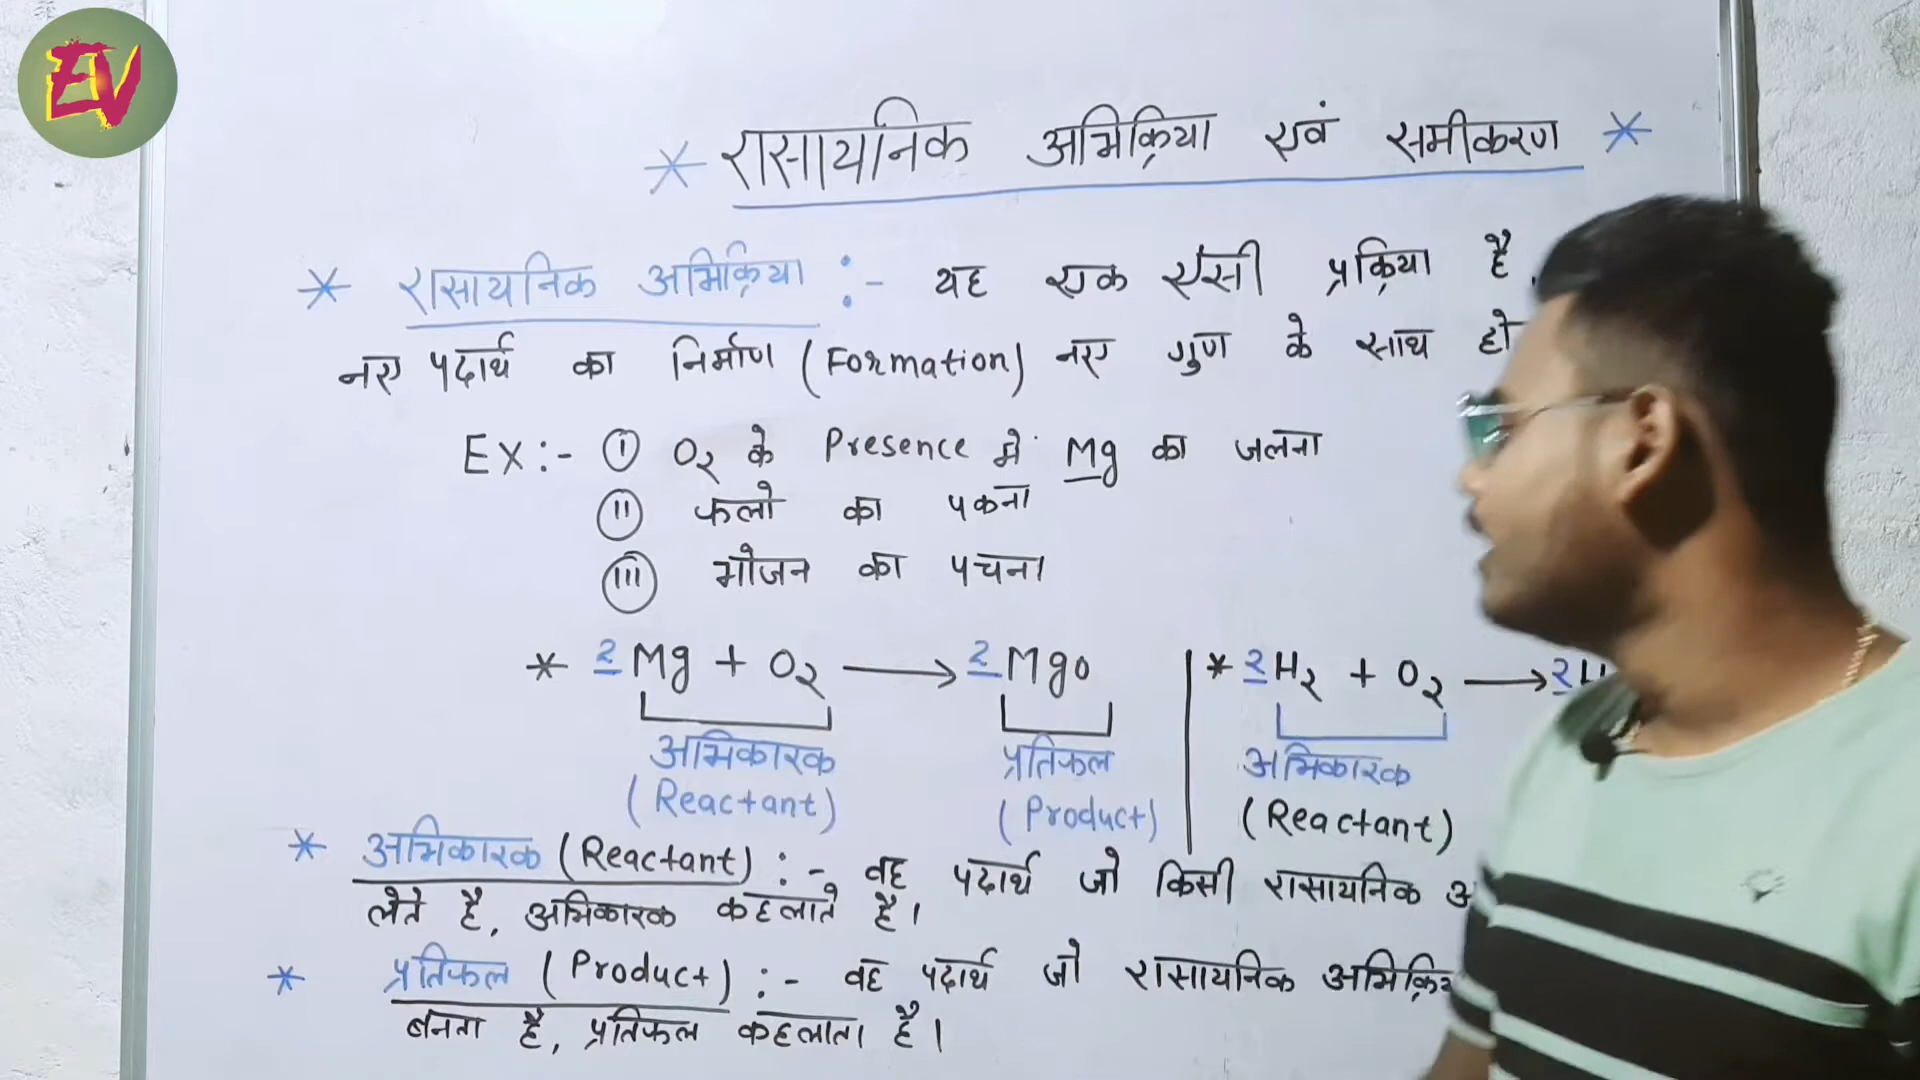 EV
* रासायनिक अभिक्रिया एवं समीकरण *
* रासायनिक अभिक्रिया :- यह एक ऐसी प्रक्रिया है
नए पदार्थ का निर्माण (Formation) नए गुण के साथ हो
EX:- (I) O2 के Presence में Mg का जलना
(II) फलो का पकना
(III) भोजन का पचना
* 2Mg + O2 → 2MgO | * 2H2 + O2 → 2H
अभिकारक प्रतिफल अभिकारक
(Reactant) (Product) (Reactant)
* अभिकारक (Reactant) :- वह पदार्थ जो किसी रासायनिक अ
लेते है, अभिकारक कहलाते है।
* प्रतिफल (Product) :- वह पदार्थ जो रासायनिक अभिक्रि
बनता है, प्रतिफल कहलाता है।